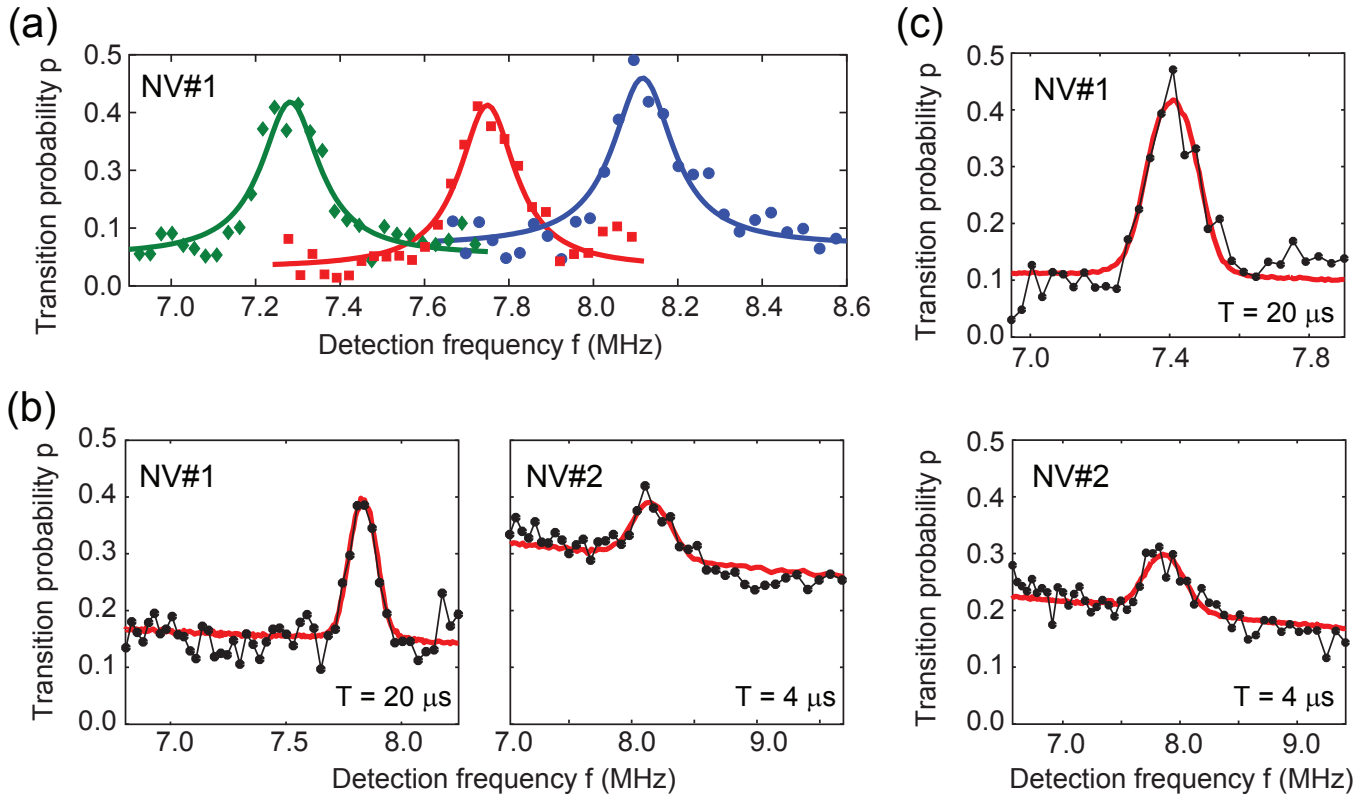 (a)
Transition probability p
0.5
0.4
0.3
0.1
0.0
NV#1
7.0 7.2 7.4 7.6 7.8 8.0 8.2 8.4 8.6
Detection frequency f (MHz)
(c)
Transition probability p
0.5
0.4
0.3
0.2
0.1
0.0
NV#1
T = 20 μs
7.0 7.4 7.8
(b)
Transition probability p
0.5
0.4
0.3
0.2
0.1
0.0
NV#1
T = 20 μs
7.0 7.5 8.0
NV#2
T = 4 μs
7.0 8.0 9.0
Detection frequency f (MHz)
Transition probability p
0.5
0.4
0.3
0.2
0.1
0.0
NV#2
T = 4 μs
7.0 8.0 9.0
Detection frequency f (MHz)